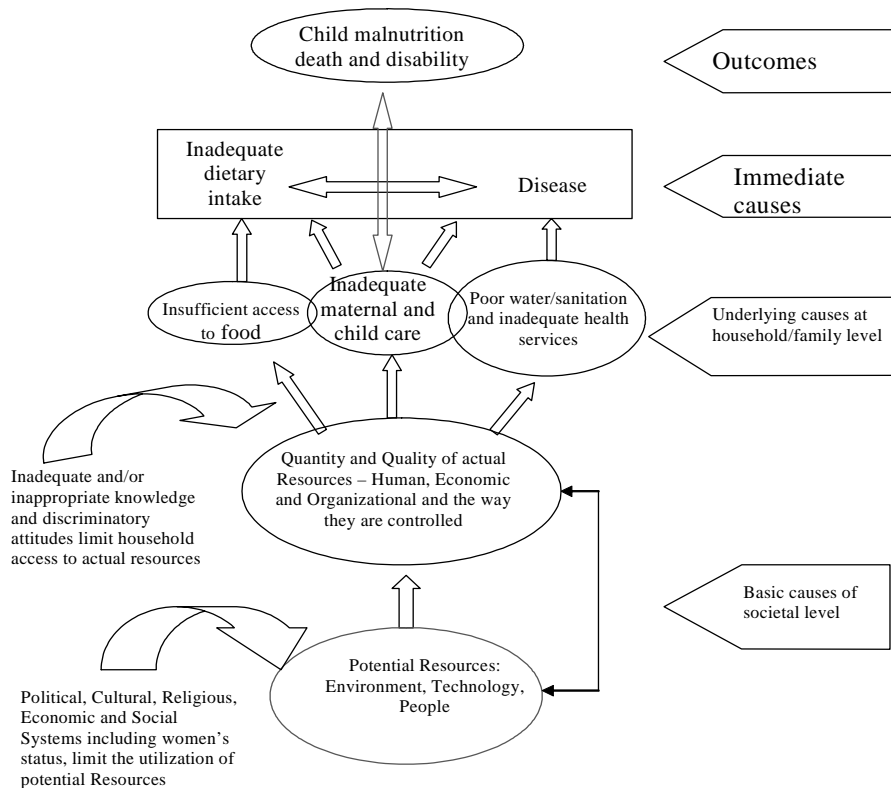 Child malnutrition
death and disability
Outcomes
Inadequate
dietary
intake
Disease
Immediate
causes
Insufficient access
to food
Inadequate
maternal and
child care
Poor water/sanitation
and inadequate health
services
Underlying causes at
household/family level
Quantity and Quality of actual
Resources – Human, Economic
and Organizational and the way
they are controlled
Inadequate and/or
inappropriate knowledge
and discriminatory
attitudes limit household
access to actual resources
Basic causes of
societal level
Potential Resources:
Environment, Technology,
People
Political, Cultural, Religious,
Economic and Social
Systems including women’s
status, limit the utilization of
potential Resources